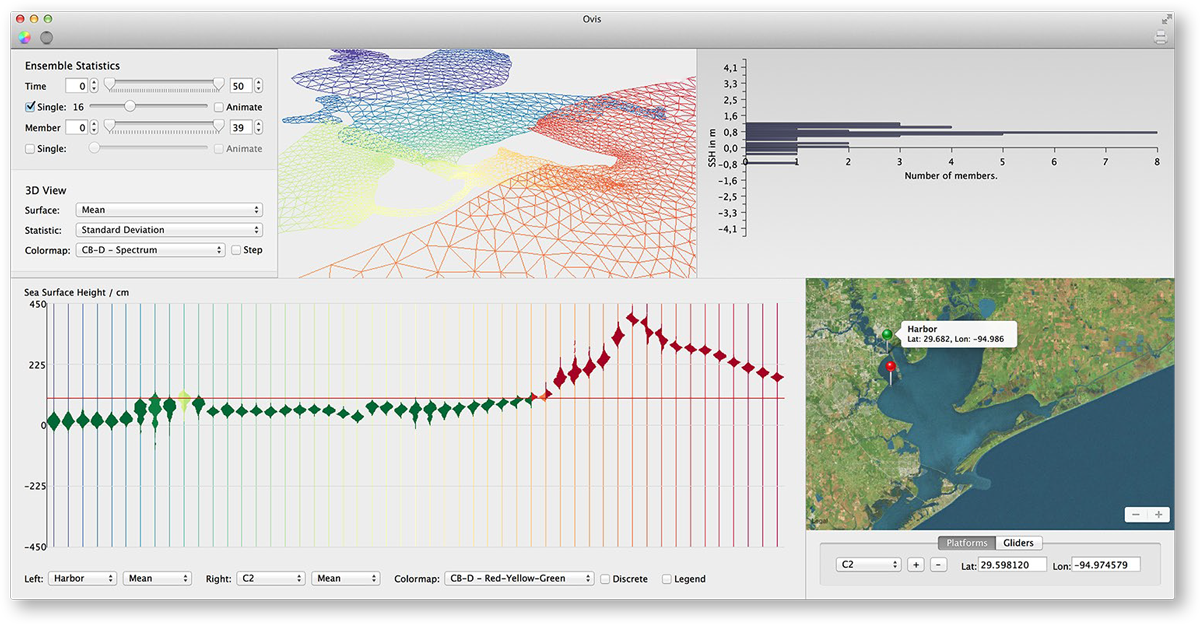 Ovis
Ensemble Statistics
Time 0 50
Single: 16 Animate
Member 0 39
Single: Animate
3D View
Surface: Mean
Statistic: Standard Deviation
Colormap: CB-D - Spectrum Step
4,1
3,3
2,5
1,6
0,8
0,0
-0,8
-1,6
-2,5
-3,3
-4,1
SSH in m
0 1 2 3 4 5 6 7 8
Number of members.
Sea Surface Height / cm
450
225
0
-225
-450
Left: Harbor Mean Right: C2 Mean Colormap: CB-D - Red-Yellow-Green Discrete Legend
Harbor
Lat: 29.682, Lon: -94.986
Legal
Platforms Gliders
C2 + - Lat: 29.598120 Lon: -94.974579